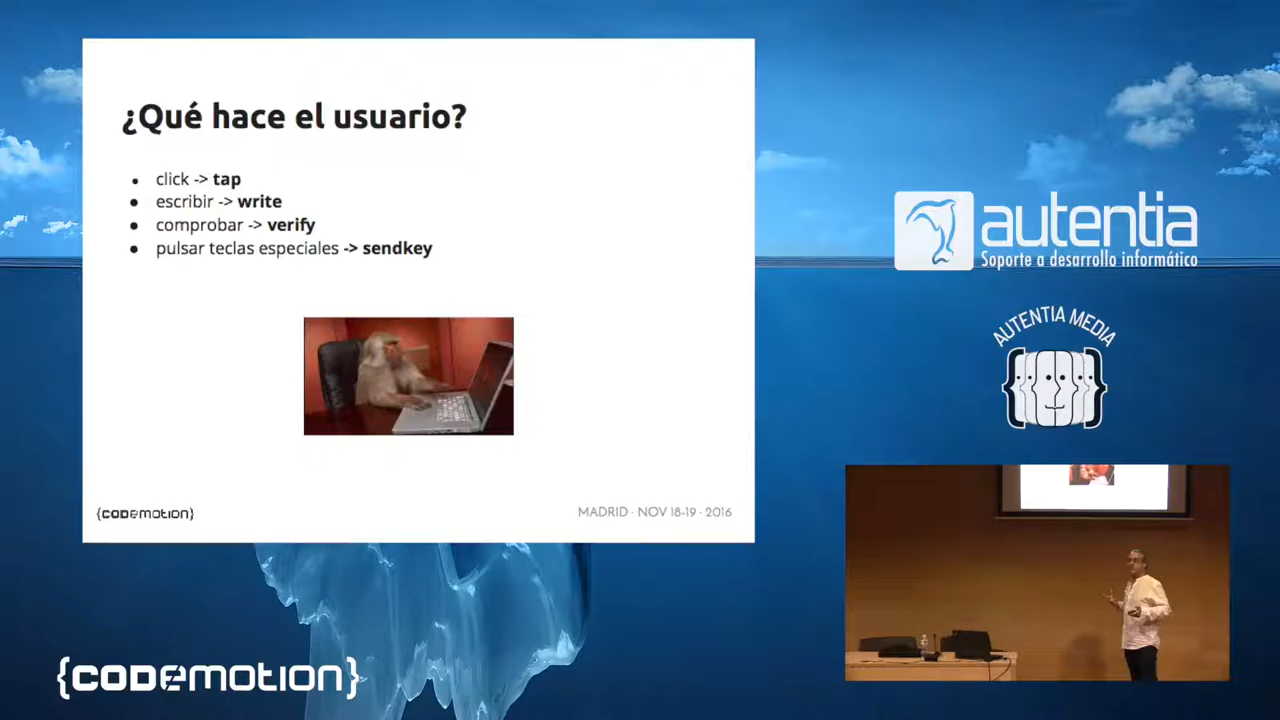 ¿Qué hace el usuario?
click -> tap
escribir -> write
comprobar -> verify
pulsar teclas especiales -> sendkey
{CODEMOTION}
MADRID · NOV 18-19 · 2016
autentia
Soporte a desarrollo informático
AUTENTIA MEDIA
{CODEMOTION}